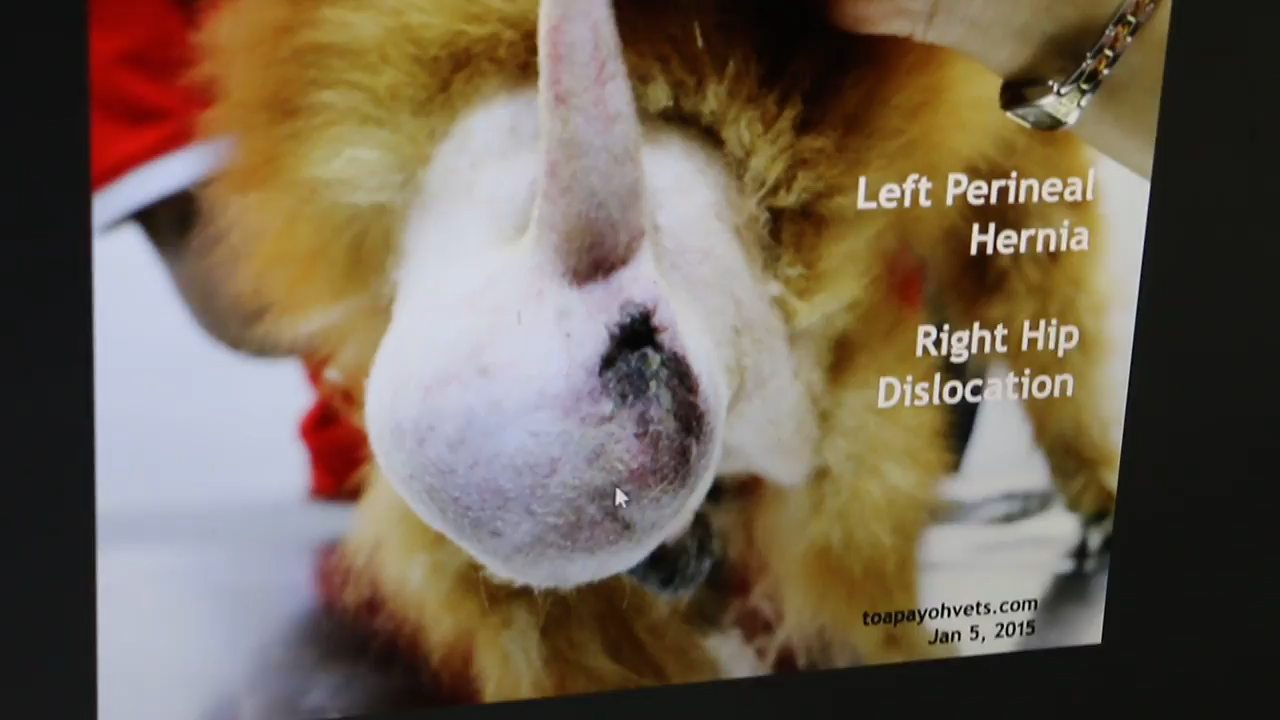 Left Perineal
Hernia
Right Hip
Dislocation
toapayohvets.com
Jan 5, 2015